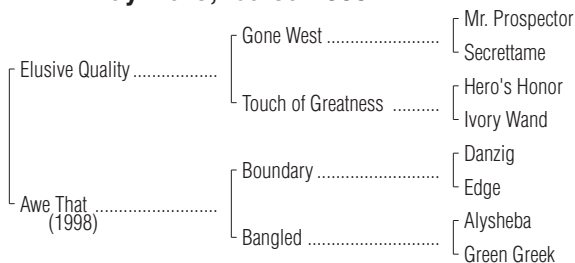 Mr. Prospector
Gone West
Secrettame
Elusive Quality
Hero's Honor
Touch of Greatness
Ivory Wand
Danzig
Boundary
Edge
Awe That
(1998)
Alysheba
Bangled
Green Greek